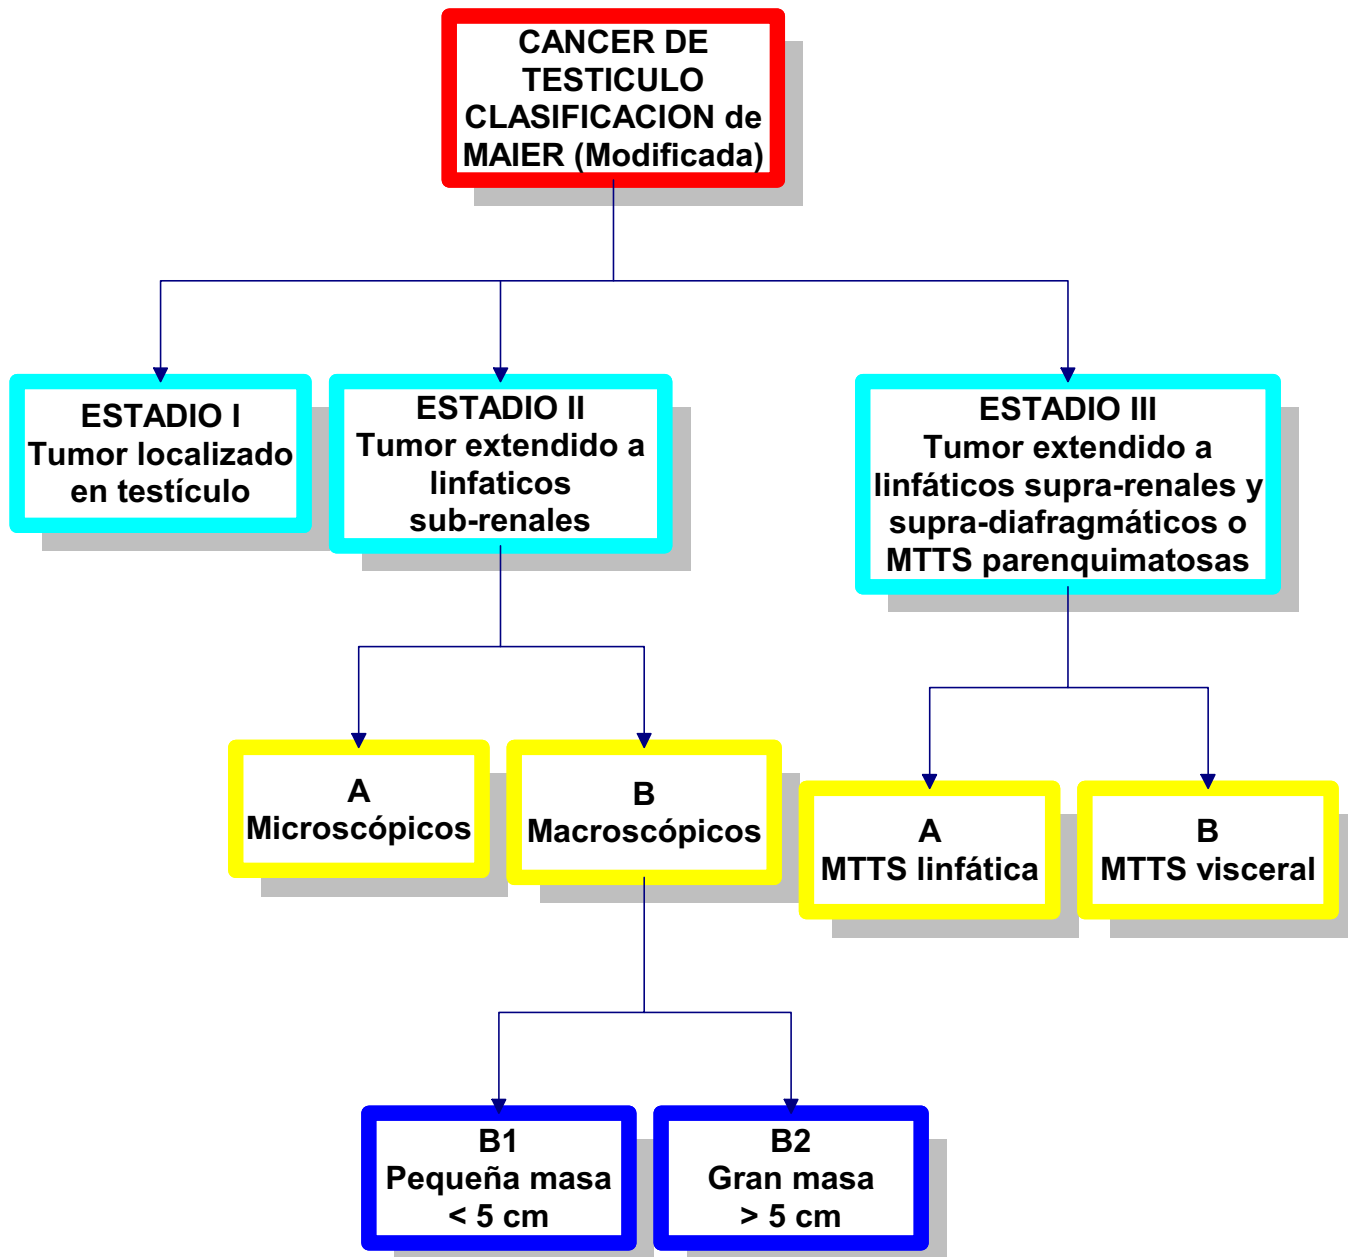 CANCER DE
TESTICULO
CLASIFICACION de
MAIER (Modificada)
ESTADIO I
Tumor localizado
en testículo
ESTADIO II
Tumor extendido a
linfaticos
sub-renales
ESTADIO III
Tumor extendido a
linfáticos supra-renales y
supra-diafragmáticos o
MTTS parenquimatosas
A
Microscópicos
B
Macroscópicos
A
MTTS linfática
B
MTTS visceral
B1
Pequeña masa
< 5 cm
B2
Gran masa
> 5 cm